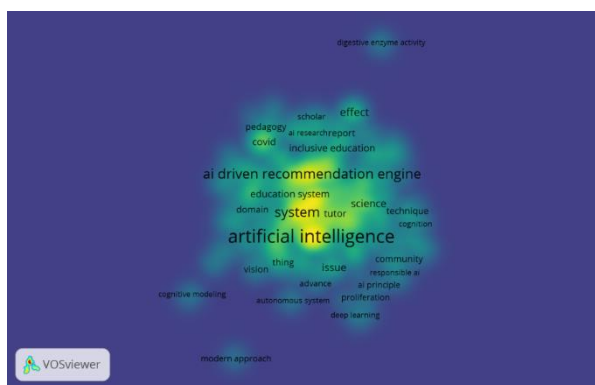 digestive enzyme activity
scholar
effect
pedagogy
ai research
report
covid
inclusive education
ai driven recommendation engine
education system
science
domain
system
tutor
technique
cognition
artificial intelligence
community
thing
vision
issue
responsible ai
advance
ai principle
cognitive modeling
autonomous system
proliferation
deep learning
modern approach
VOSviewer